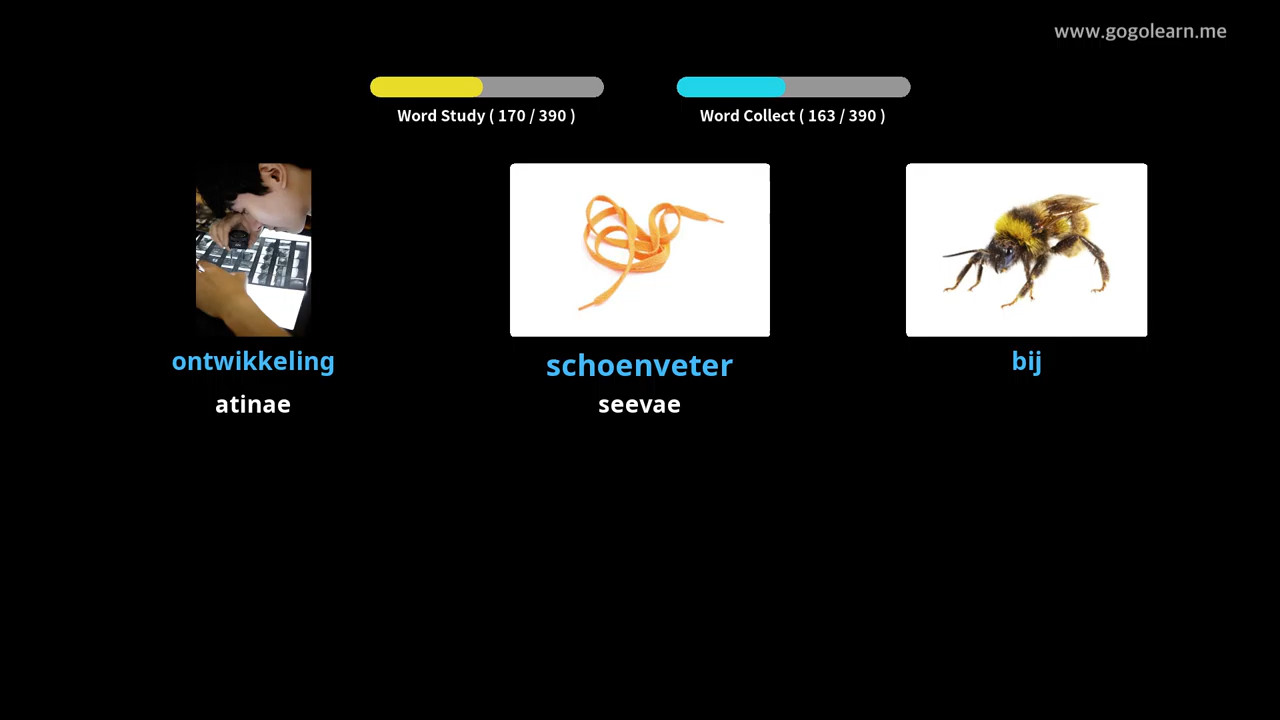 www.gogolearn.me
Word Study ( 170 / 390 )
Word Collect ( 163 / 390 )
ontwikkeling
schoenveter
bij
atinae
seevae